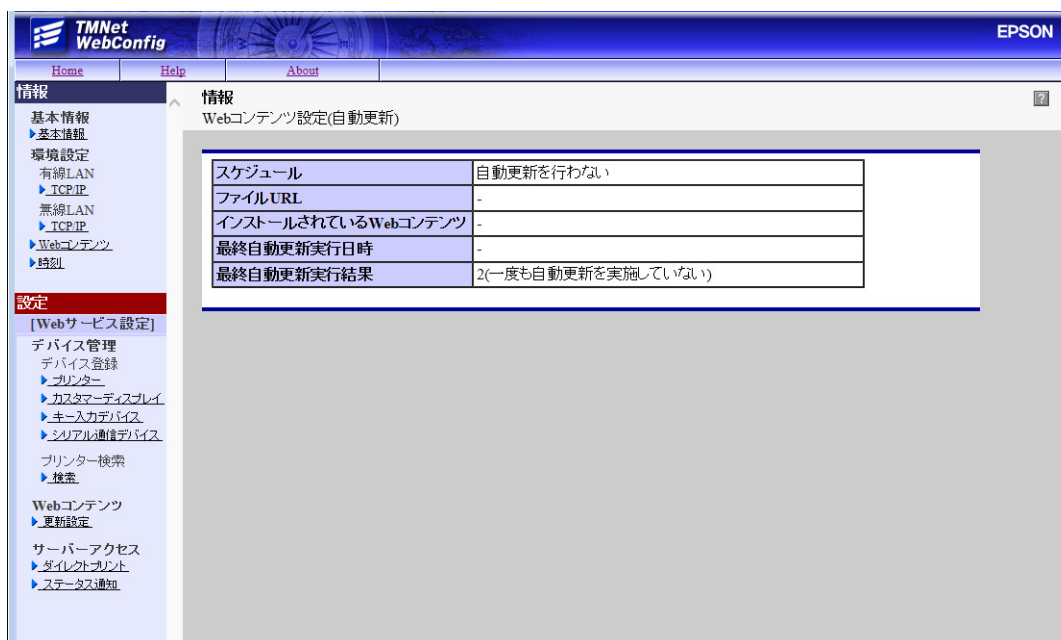 TMNet
WebConfig
EPSON
Home Help About
情報
基本情報
基本情報
環境設定
有線LAN
TCP/IP
無線LAN
TCP/IP
Webコンテンツ
時刻
設定
[Webサービス設定]
デバイス管理
デバイス登録
プリンター
カスタマーディスプレイ
キー入力デバイス
シリアル通信デバイス
プリンター検索
検索
Webコンテンツ
更新設定
サーバーアクセス
ダイレクトプリント
ステータス通知
情報
?
Webコンテンツ設定(自動更新)
スケジュール 自動更新を行わない
ファイルURL -
インストールされているWebコンテンツ -
最終自動更新実行日時 -
最終自動更新実行結果 2(一度も自動更新を実施していない)